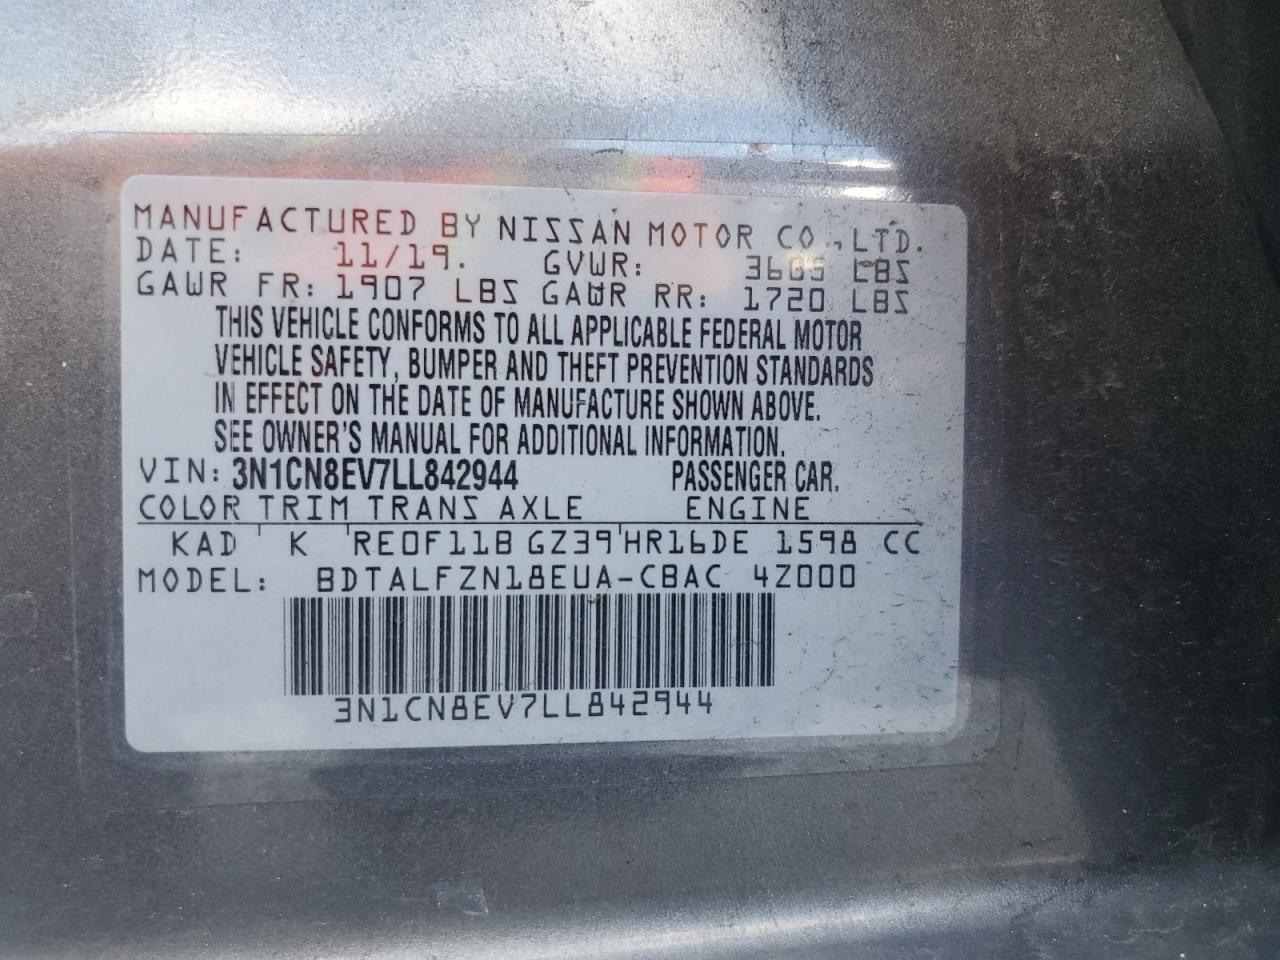 MANUFACTURED BY NISSAN MOTOR CO.,LTD.
DATE: 11/19. GVWR: 3605 LBS
GAWR FR: 1907 LBS GAWR RR: 1720 LBS
THIS VEHICLE CONFORMS TO ALL APPLICABLE FEDERAL MOTOR
VEHICLE SAFETY, BUMPER AND THEFT PREVENTION STANDARDS
IN EFFECT ON THE DATE OF MANUFACTURE SHOWN ABOVE.
SEE OWNER'S MANUAL FOR ADDITIONAL INFORMATION.
VIN: 3N1CN8EV7LL842944 PASSENGER CAR.
COLOR TRIM TRANS AXLE ENGINE
KAD K RE0F11B GZ39 HR16DE 1598 CC
MODEL: BDTALFZN18EUA-CBAC 4Z000
3N1CN8EV7LL842944